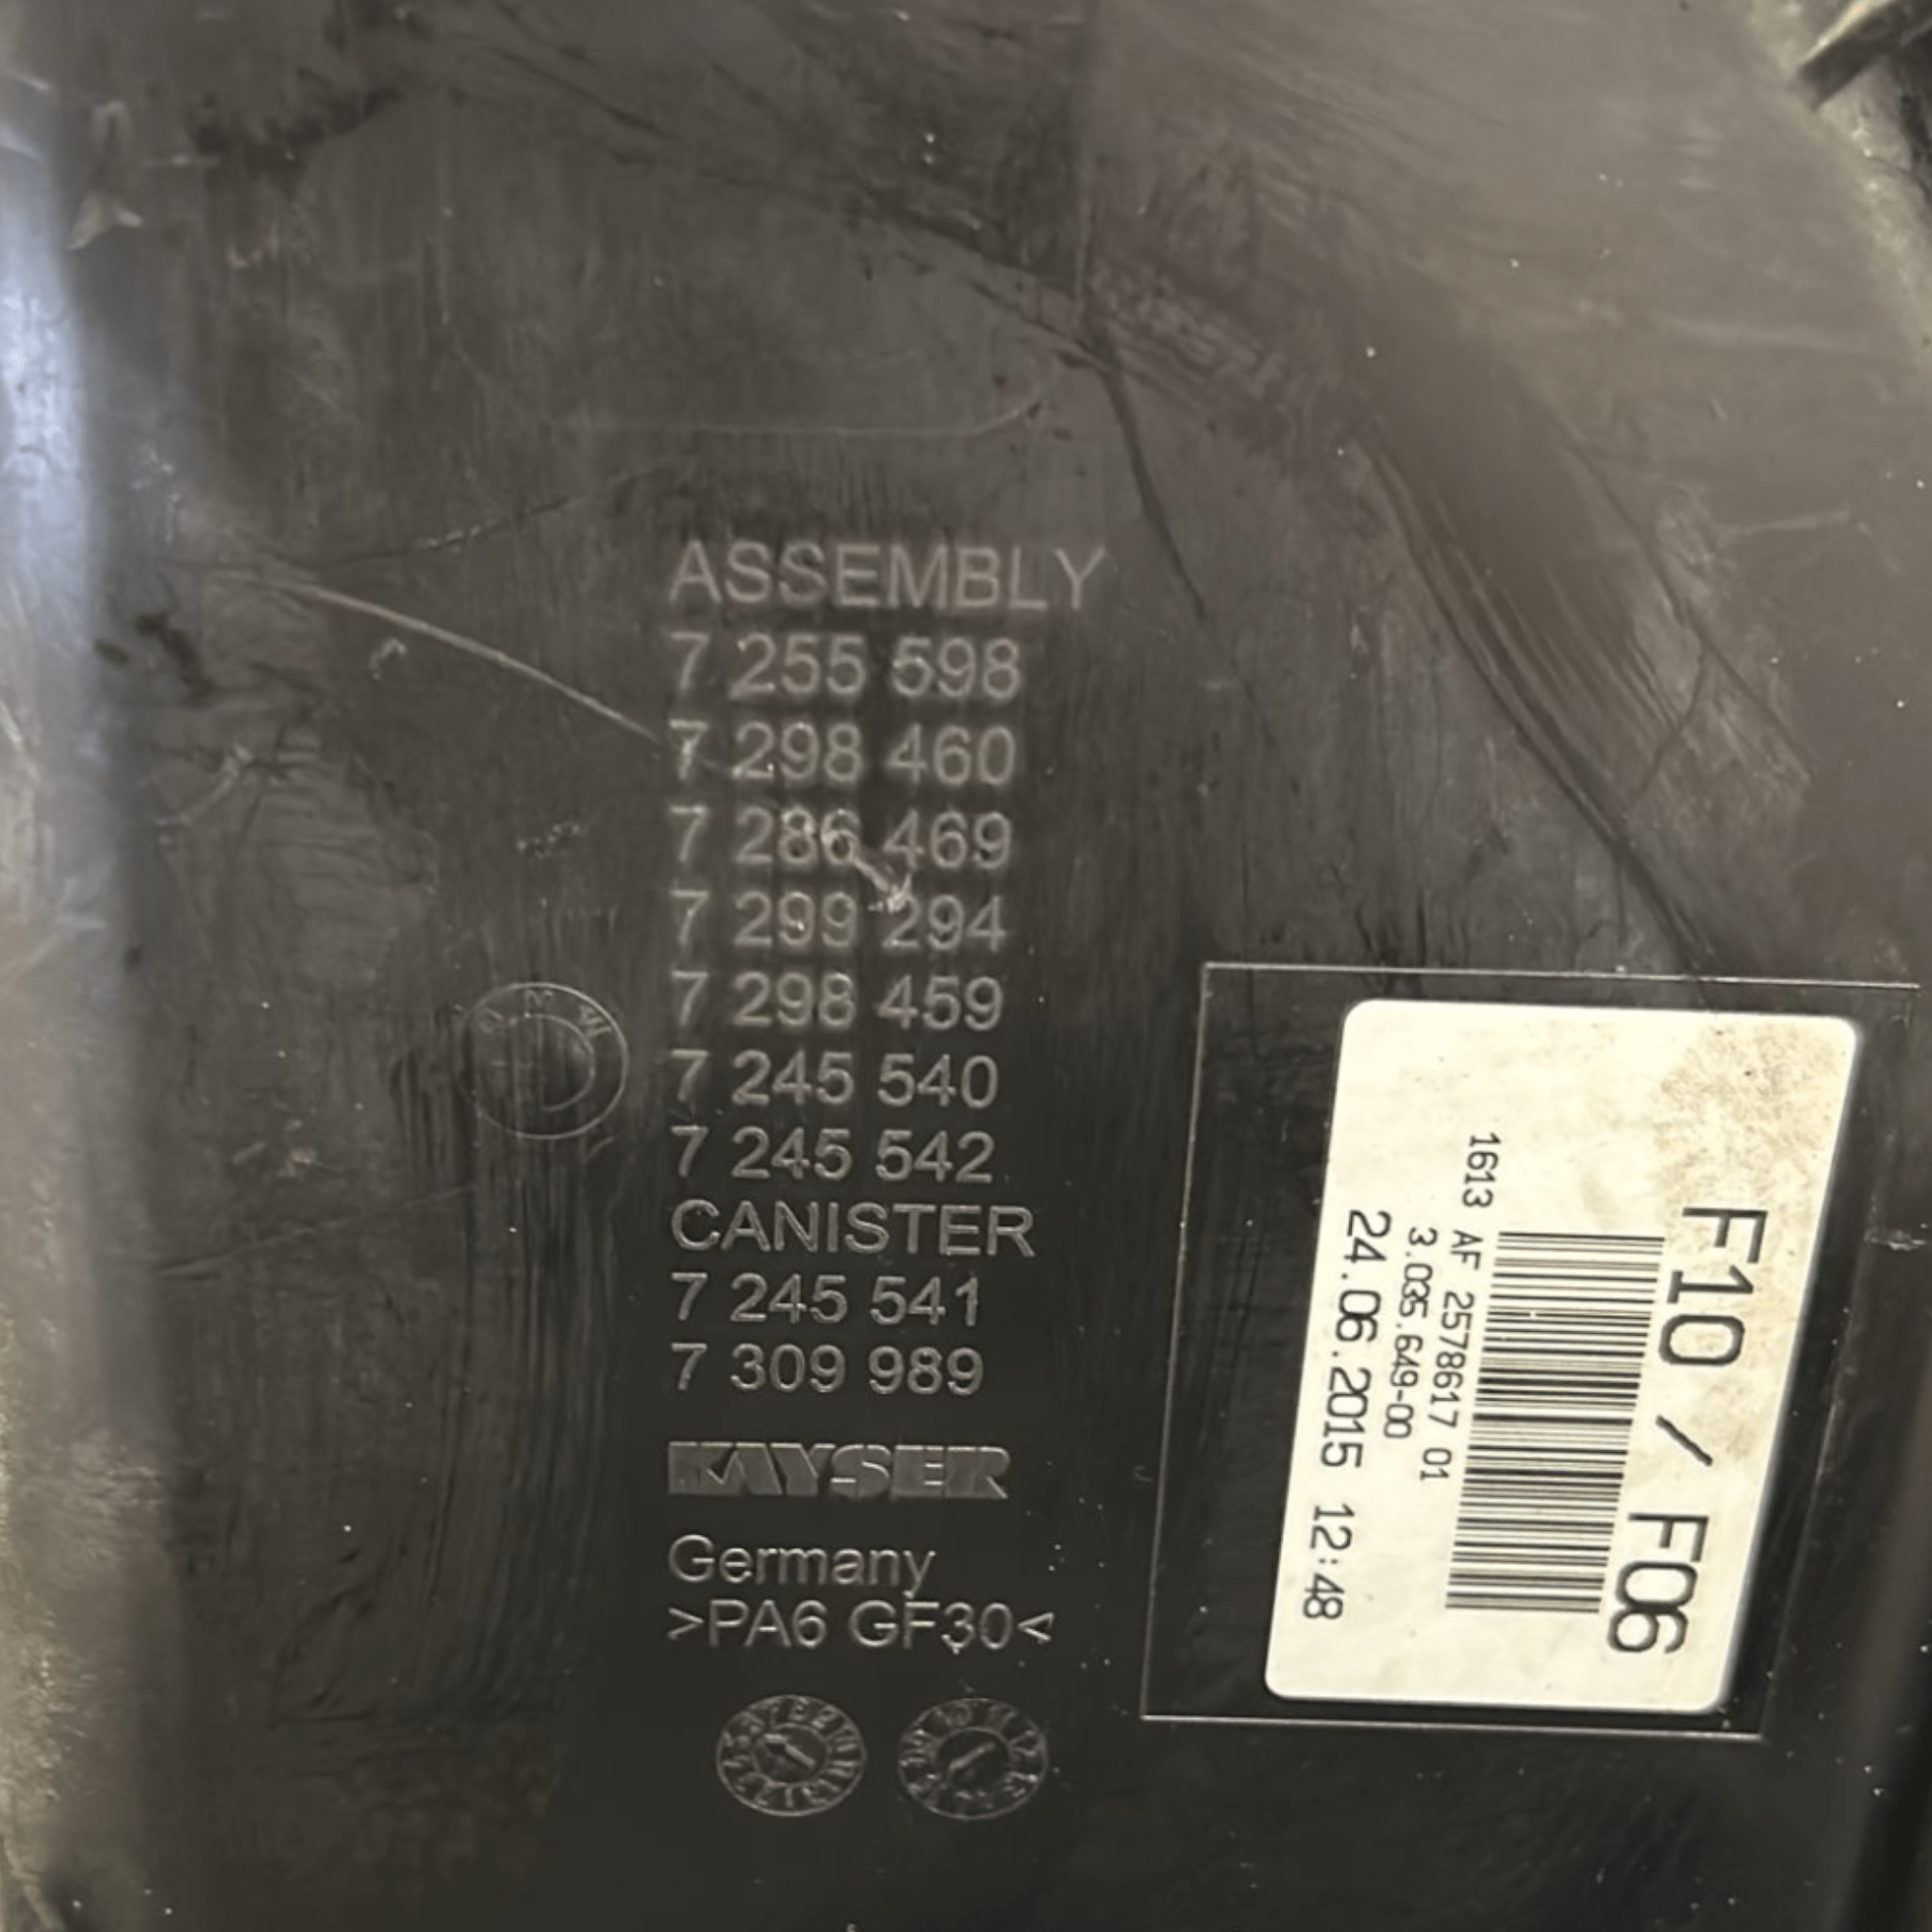 ASSEMBLY
7 255 598
7 298 460
7 286 469
7 299 294
7 298 459
7 245 540
7 245 542
CANISTER
7 245 541
7 309 989
KAYSER
Germany
>PA6 GF30<
BMW
F10 / F06
1613 AF 2578617 01
3.035.649-00
24.06.2015 12:48